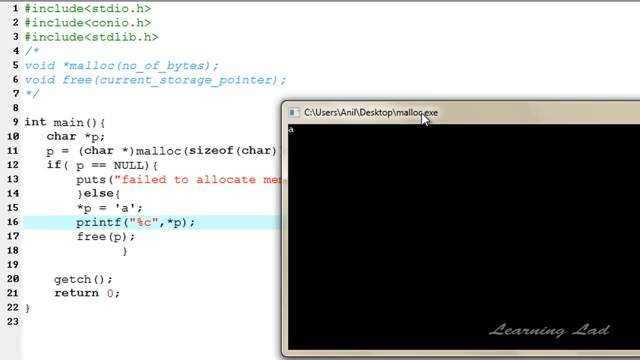 1 #include<stdio.h>
2 #include<conio.h>
3 #include<stdlib.h>
4 /*
5 void *malloc(no_of_bytes);
6 void free(current_storage_pointer);
7 */
8
9 int main(){
10 char *p;
11 p = (char *)malloc(sizeof(char)
12 if( p == NULL){
13 puts("failed to allocate mem
14 }else{
15 *p = 'a';
16 printf("%c",*p);
17 free(p);
18 }
19
20 getch();
21 return 0;
22 }
23
C:\Users\Anil\Desktop\malloc.exe
a
Learning Lad